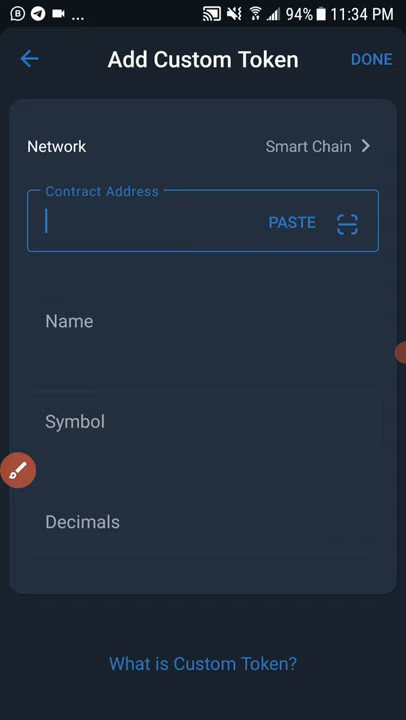 ... 94% 11:34 PM
Add Custom Token DONE
Network Smart Chain
Contract Address
PASTE
Name
Symbol
Decimals
What is Custom Token?